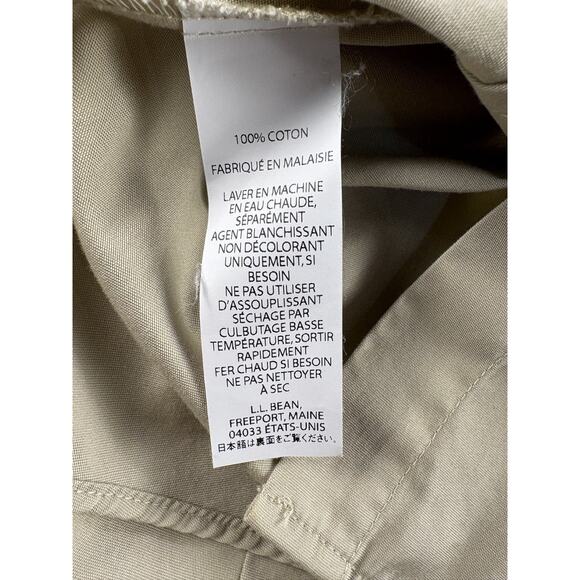 100% COTON
FABRIQUÉ EN MALAISIE
LAVER EN MACHINE
EN EAU CHAUDE,
SÉPARÉMENT
AGENT BLANCHISSANT
NON DÉCOLORANT
UNIQUEMENT, SI
BESOIN
NE PAS UTILISER
D'ASSOUPLISSANT
SÉCHAGE PAR
CULBUTAGE BASSE
TEMPÉRATURE, SORTIR
RAPIDEMENT
FER CHAUD SI BESOIN
NE PAS NETTOYER
À SEC
L.L. BEAN,
FREEPORT, MAINE
04033 ÉTATS-UNIS
日本語は裏面をご覧ください。